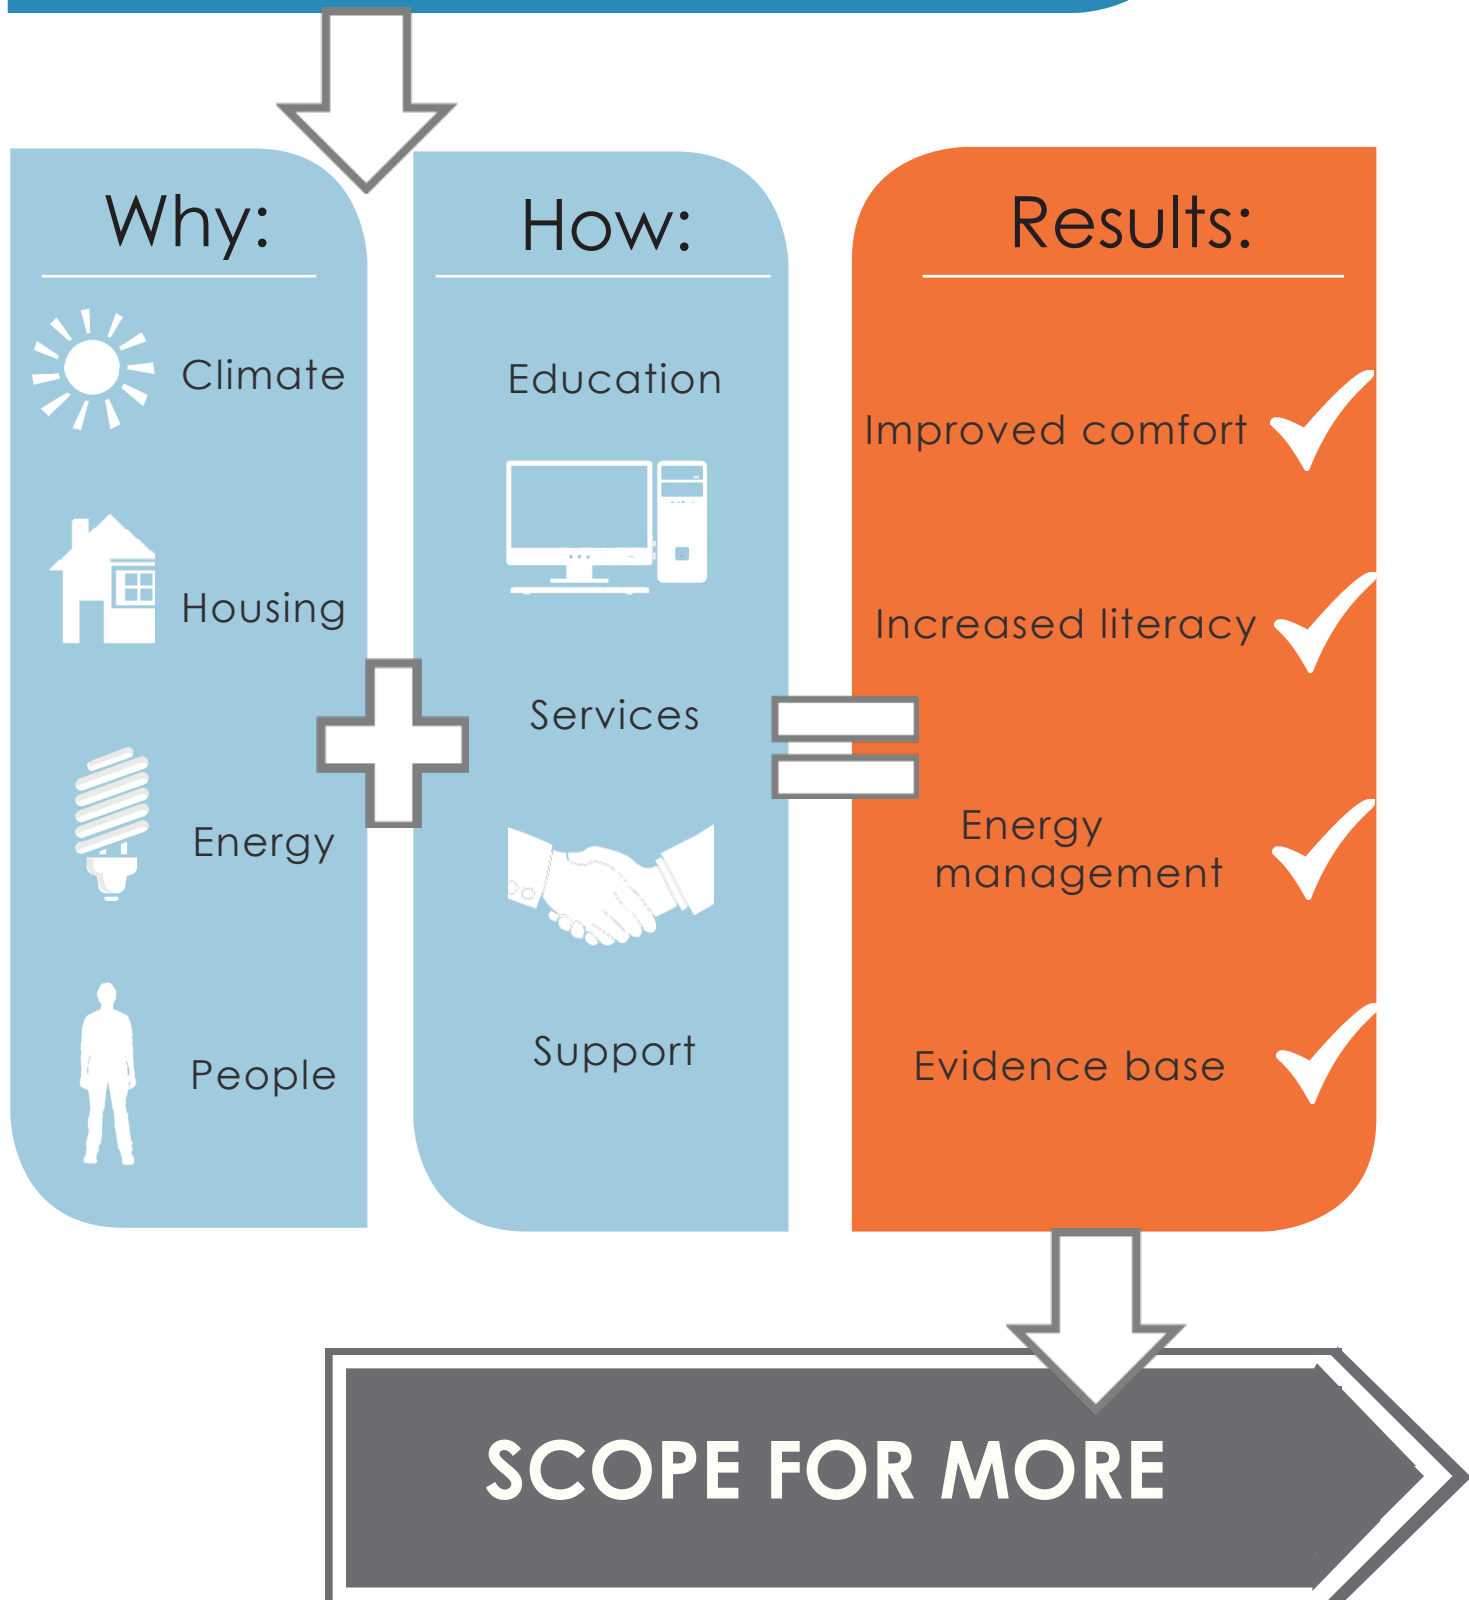 Why:
Climate
Housing
Energy
People
How:
Education
Services
Support
Results:
Improved comfort
Increased literacy
Energy
management
Evidence base
SCOPE FOR MORE